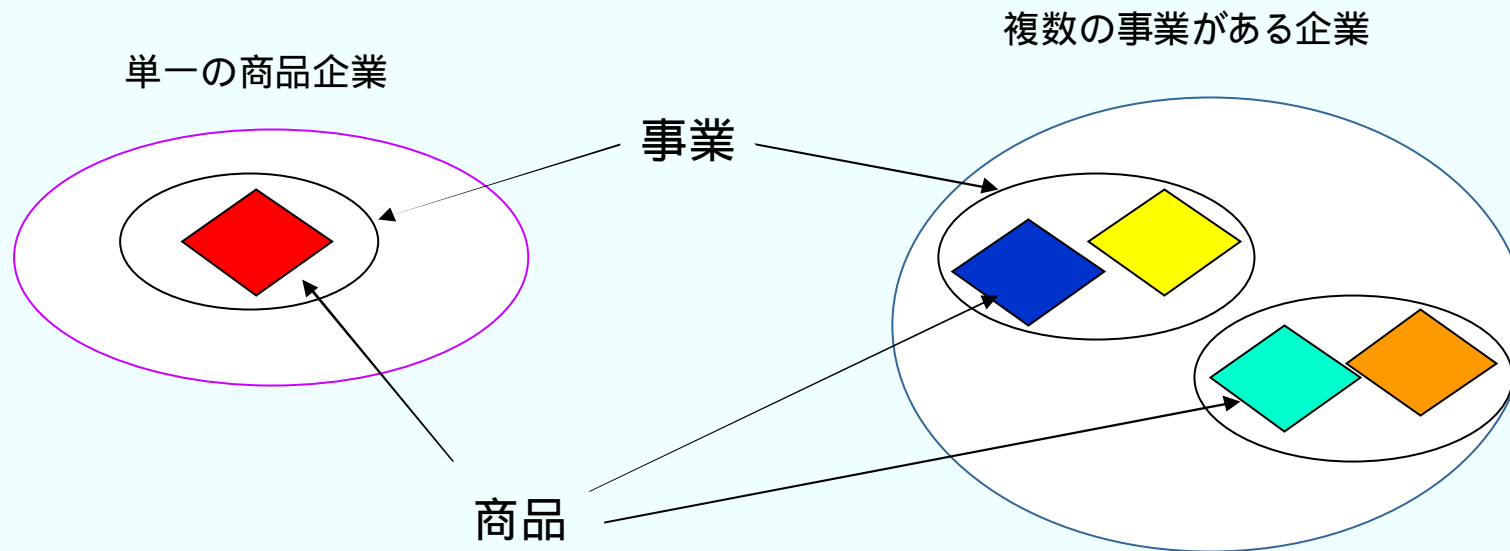 単一の商品企業
複数の事業がある企業
事業
商品